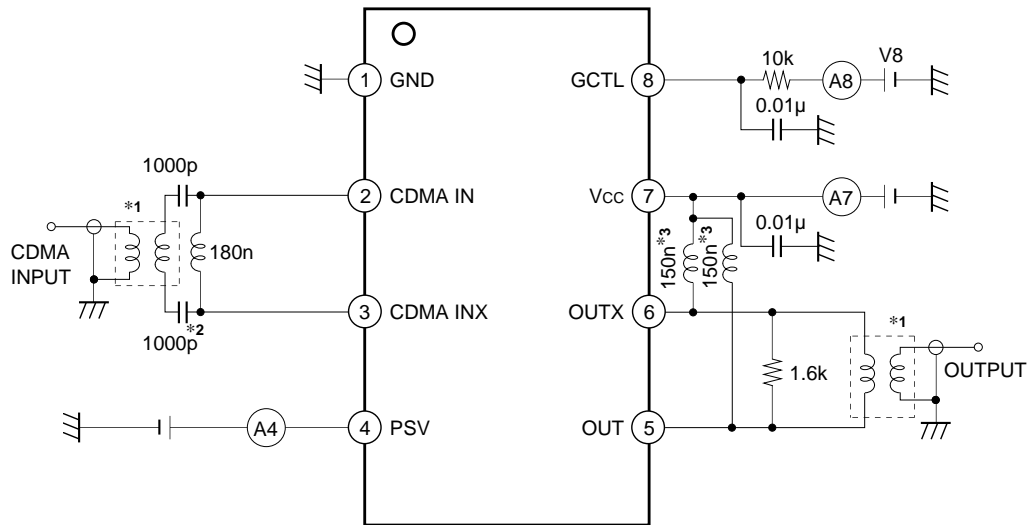 1 GND
GCTL 8
10k
A8
V8
0.01μ
1000p
*1
2 CDMA IN
CDMA
INPUT
180n
3 CDMA INX
*2
1000p
VCC 7
A7
0.01μ
150n*3
150n*3
OUTX 6
*1
1.6k
OUTPUT
A4
4 PSV
OUT 5